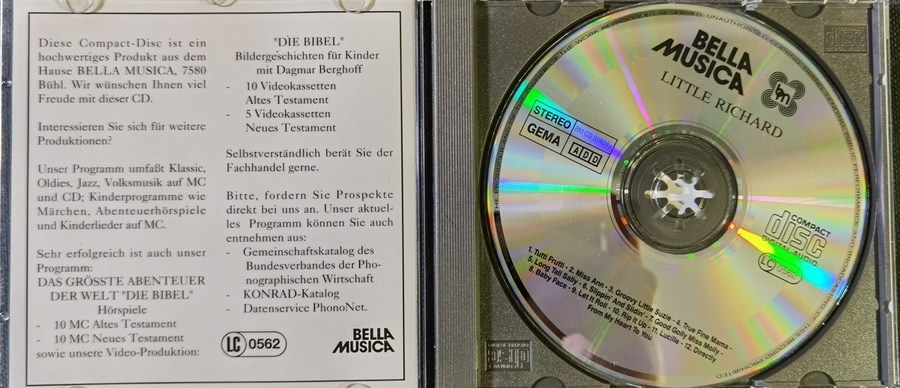 Diese Compact-Disc ist ein
hochwertiges Produkt aus dem
Hause BELLA MUSICA, 7580
Bühl. Wir wünschen Ihnen viel
Freude mit dieser CD.
Interessieren Sie sich für weitere
Produktionen?
Unser Programm umfaßt Klassic,
Oldies, Jazz, Volksmusik auf MC
und CD; Kinderprogramme wie
Märchen, Abenteuerhörspiele
und Kinderlieder auf MC.
Sehr erfolgreich ist auch unser
Programm:
DAS GRÖSSTE ABENTEUER
DER WELT "DIE BIBEL"
Hörspiele
- 10 MC Altes Testament
- 10 MC Neues Testament
sowie unsere Video-Produktion:
"DIE BIBEL"
Bildergeschichten für Kinder
mit Dagmar Berghoff
- 10 Videokassetten
Altes Testament
- 5 Videokassetten
Neues Testament
Selbstverständlich berät Sie der
Fachhandel gerne.
Bitte, fordern Sie Prospekte
direkt bei uns an. Unser aktuel-
les Programm können Sie auch
entnehmen aus:
- Gemeinschaftskatalog des
Bundesverbandes der Pho-
nographischen Wirtschaft
- KONRAD-Katalog
- Datenservice PhonoNet.
LC 0562
BELLA
MUSICA
BELLA
MUSICA
bm
LITTLE RICHARD
STEREO
GEMA
ADD
COMPACT
disc
DIGITAL AUDIO
LC
1. Tutti Frutti - 2. Miss Ann - 3. Groovy Little Suzie - 4. True Fine Mama -
5. Long Tall Sally - 6. Slippin' And Slidin' - 7. Good Golly Miss Molly -
8. Baby Face - 9. Let It Roll - 10. Rip It Up - 11. Lucille - 12. Directly
From My Heart To You